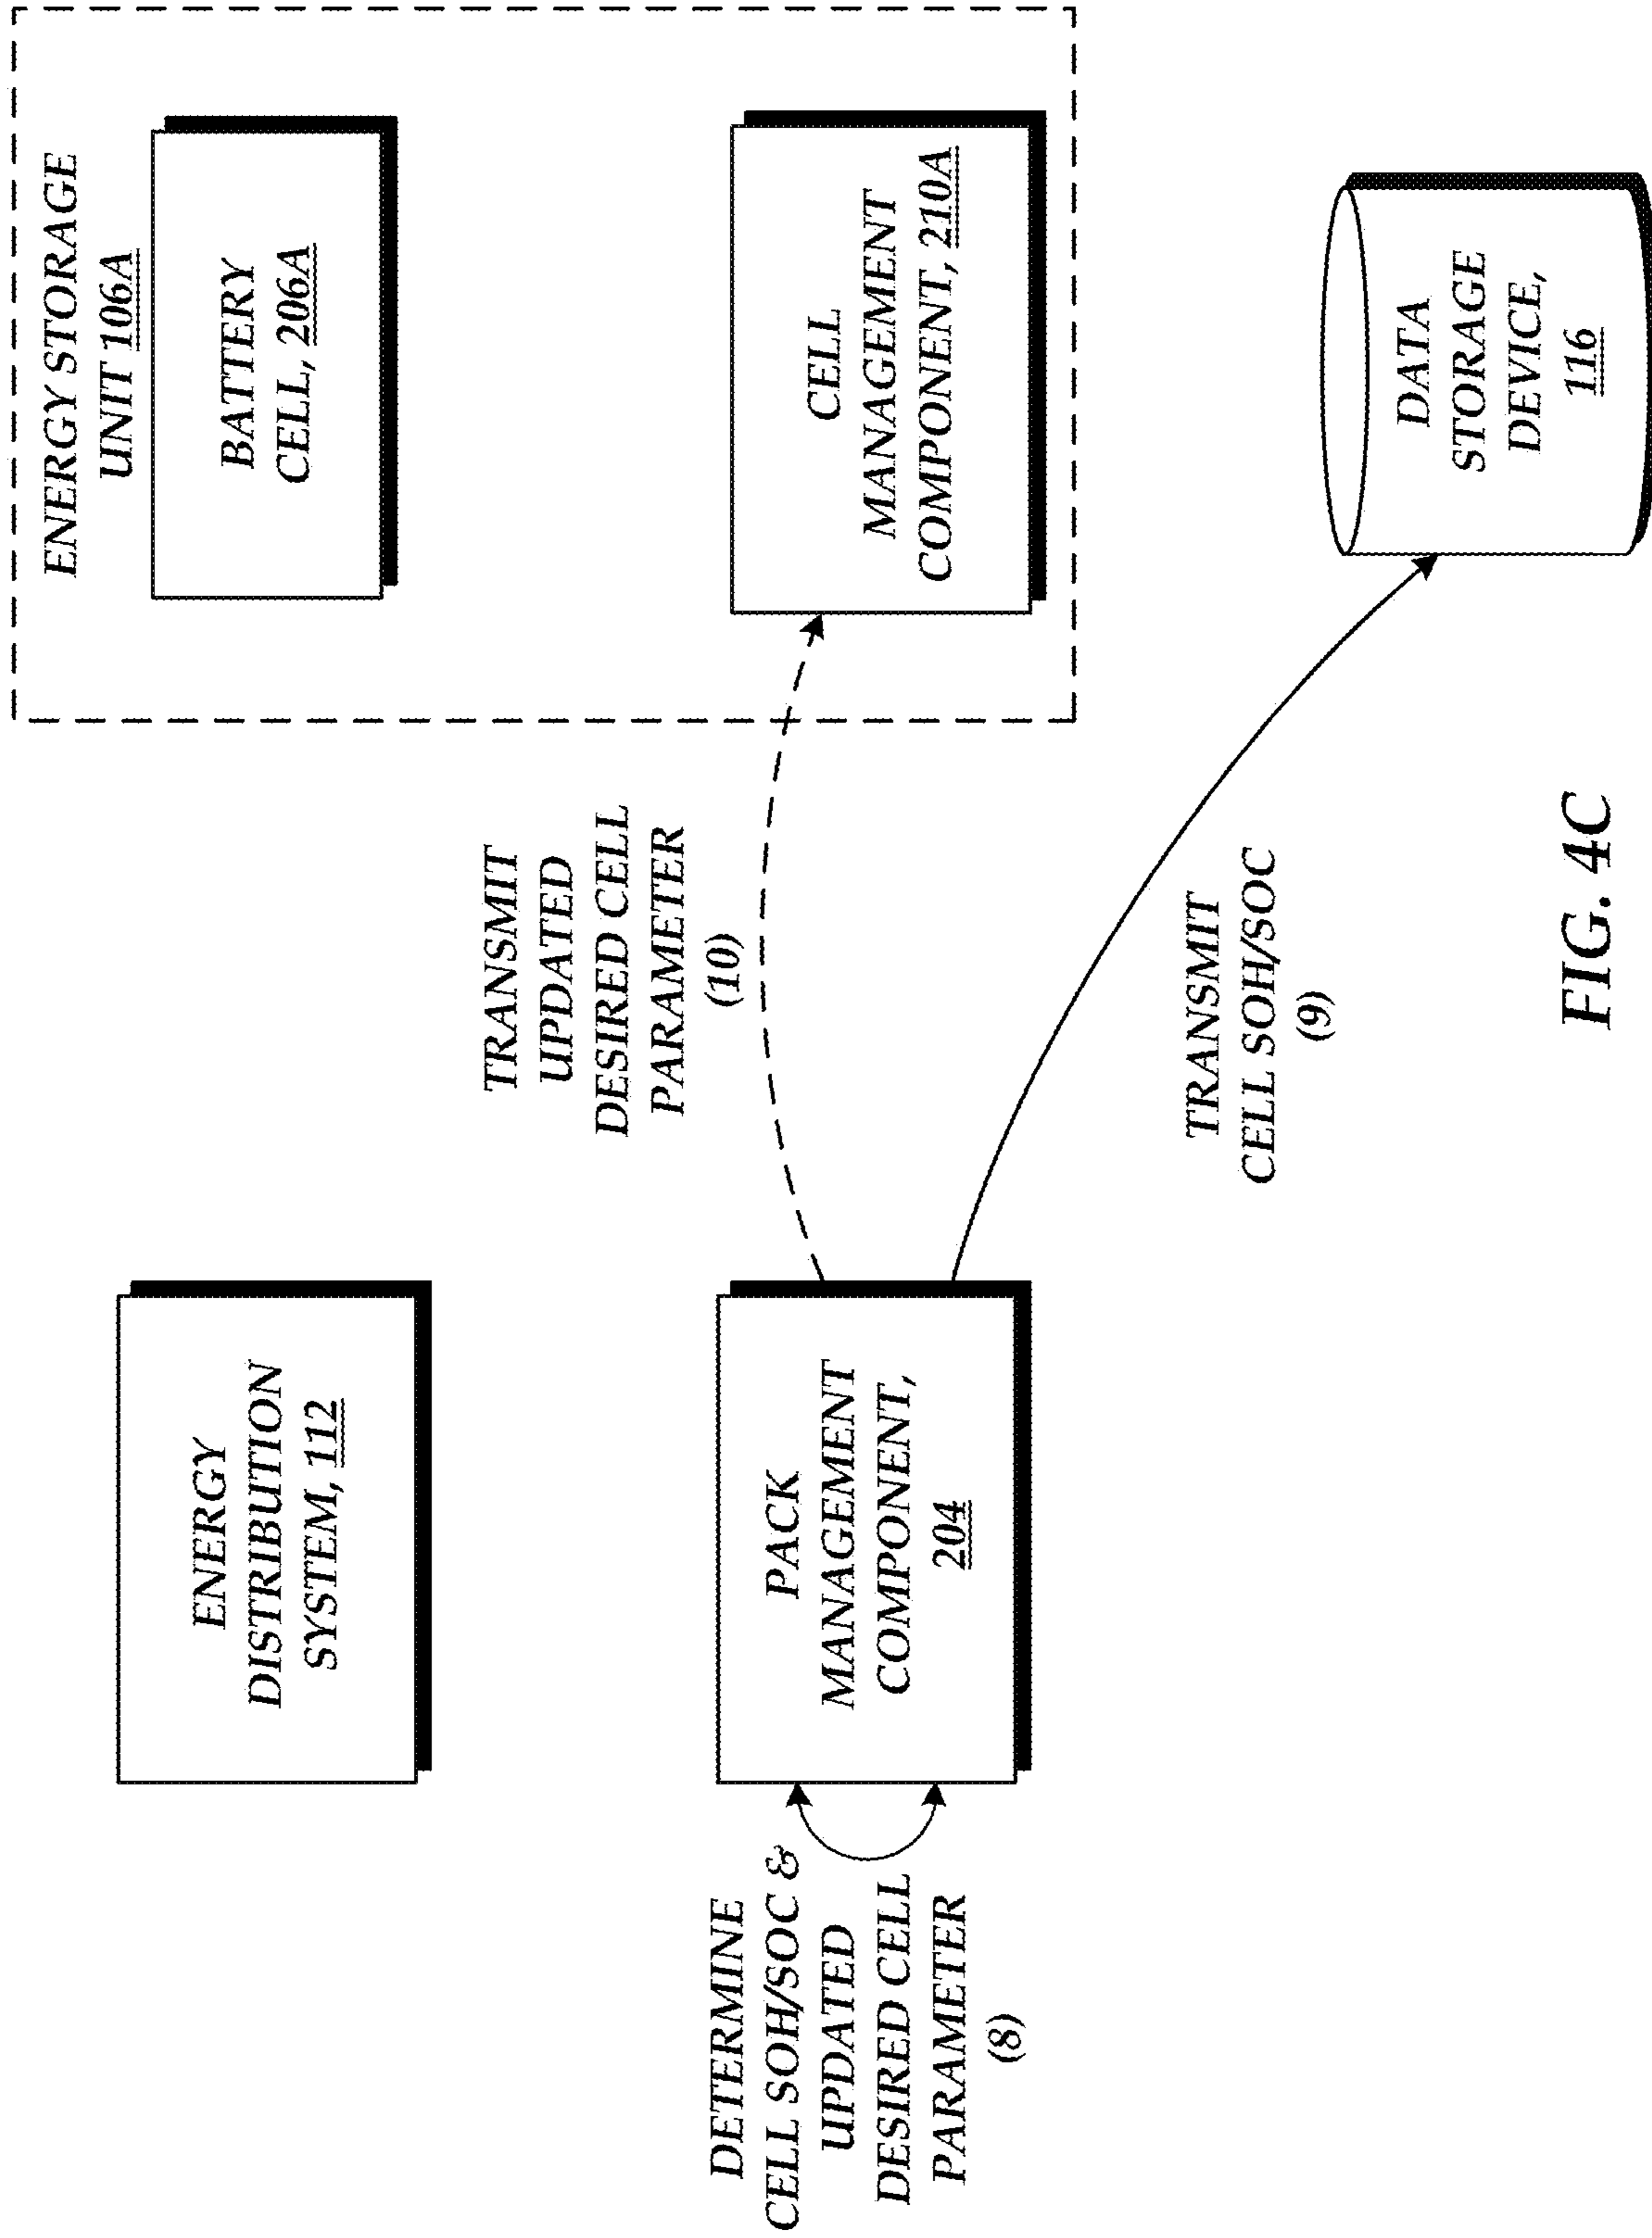 ENERGY
DISTRIBUTION
SYSTEM, 112
ENERGY STORAGE
UNIT 106A
BATTERY
CELL, 206A
TRANSMIT
UPDATED
DESIRED CELL
PARAMETER
(10)
DETERMINE
CELL SOH/SOC &
UPDATED
DESIRED CELL
PARAMETER
(8)
PACK
MANAGEMENT
COMPONENT,
204
CELL
MANAGEMENT
COMPONENT, 210A
TRANSMIT
CELL SOH/SOC
(9)
DATA
STORAGE
DEVICE,
116
FIG. 4C